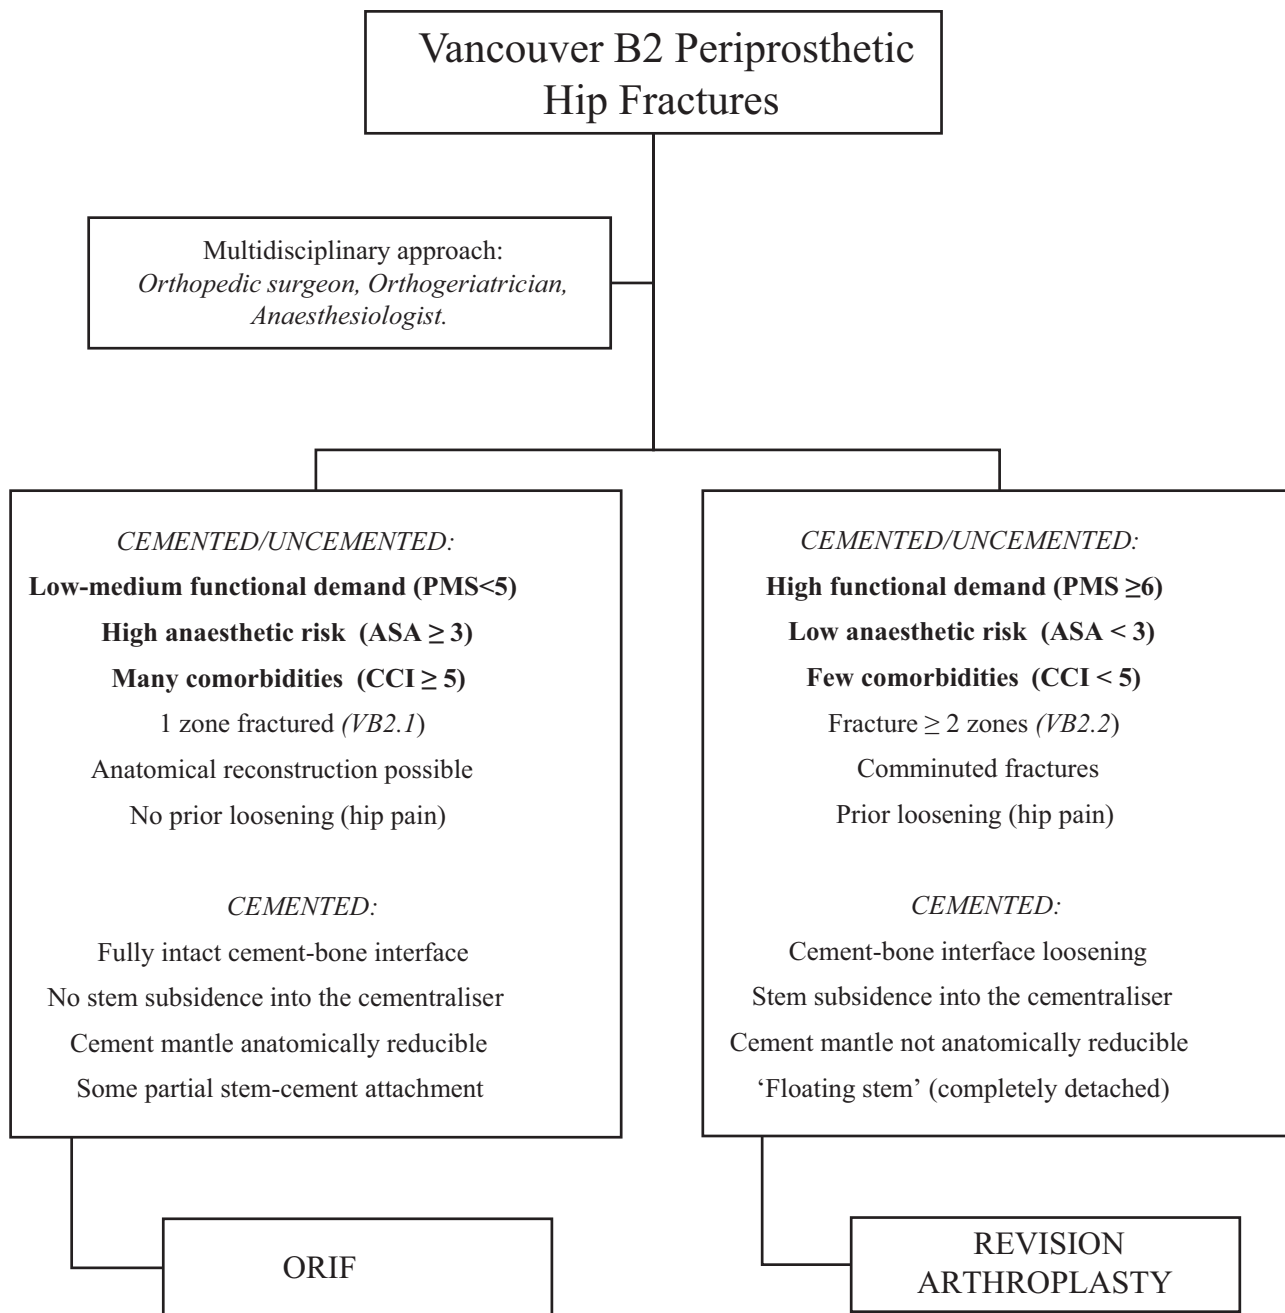 Vancouver B2 Periprosthetic
Hip Fractures
Multidisciplinary approach:
Orthopedic surgeon, Orthogeriatrician,
Anaesthesiologist.
CEMENTED/UNCEMENTED:
Low-medium functional demand (PMS<5)
High anaesthetic risk (ASA ≥ 3)
Many comorbidities (CCI ≥ 5)
1 zone fractured (VB2.1)
Anatomical reconstruction possible
No prior loosening (hip pain)
CEMENTED:
Fully intact cement-bone interface
No stem subsidence into the cementraliser
Cement mantle anatomically reducible
Some partial stem-cement attachment
CEMENTED/UNCEMENTED:
High functional demand (PMS ≥6)
Low anaesthetic risk (ASA < 3)
Few comorbidities (CCI < 5)
Fracture ≥ 2 zones (VB2.2)
Comminuted fractures
Prior loosening (hip pain)
CEMENTED:
Cement-bone interface loosening
Stem subsidence into the cementraliser
Cement mantle not anatomically reducible
‘Floating stem’ (completely detached)
ORIF
REVISION
ARTHROPLASTY